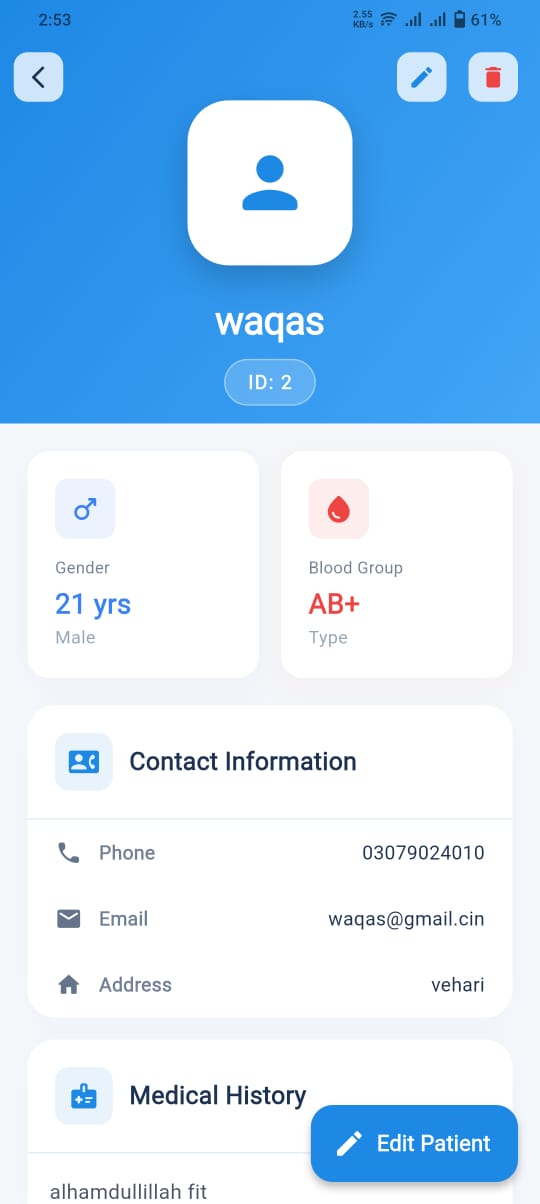 2:53
2.55
KB/s
61%
waqas
ID: 2
Gender
21 yrs
Male
Blood Group
AB+
Type
Contact Information
Phone 03079024010
Email waqas@gmail.cin
Address vehari
Medical History
Edit Patient
alhamdullillah fit